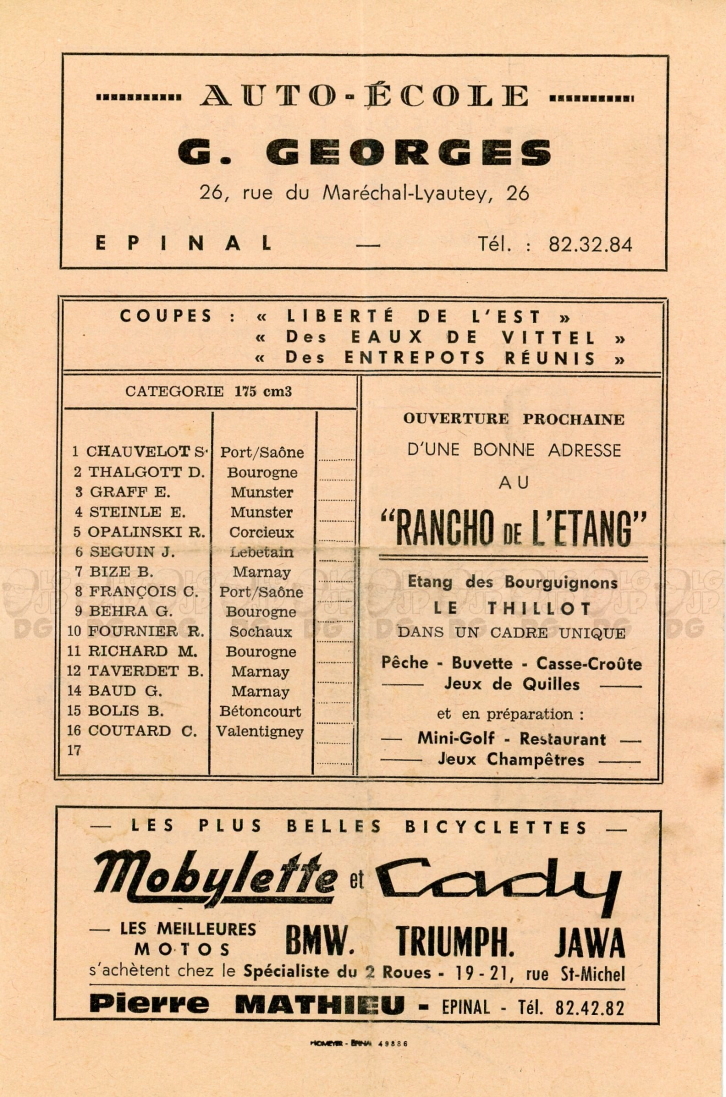 AUTO-ÉCOLE
G. GEORGES
26, rue du Maréchal-Lyautey, 26
EPINAL — Tél. : 82.32.84
COUPES : « LIBERTÉ DE L'EST »
« Des EAUX DE VITTEL »
« Des ENTREPOTS RÉUNIS »
CATEGORIE 175 cm3
1 CHAUVELOT S. Port/Saône
2 THALGOTT D. Bourogne
3 GRAFF E. Munster
4 STEINLE E. Munster
5 OPALINSKI R. Corcieux
6 SEGUIN J. Lebetain
7 BIZE B. Marnay
8 FRANÇOIS C. Port/Saône
9 BEHRA G. Bourogne
10 FOURNIER R. Sochaux
11 RICHARD M. Bourogne
12 TAVERDET B. Marnay
14 BAUD G. Marnay
15 BOLIS B. Bétoncourt
16 COUTARD C. Valentigney
17
OUVERTURE PROCHAINE
D'UNE BONNE ADRESSE
AU
"RANCHO DE L'ETANG"
Etang des Bourguignons
LE THILLOT
DANS UN CADRE UNIQUE
Pêche - Buvette - Casse-Croûte
— Jeux de Quilles —
et en préparation :
— Mini-Golf - Restaurant —
— Jeux Champêtres —
— LES PLUS BELLES BICYCLETTES —
Mobylette et Cady
— LES MEILLEURES MOTOS BMW. TRIUMPH. JAWA
s'achètent chez le Spécialiste du 2 Roues - 19-21, rue St-Michel
Pierre MATHIEU - EPINAL - Tél. 82.42.82
EPINAL 49886